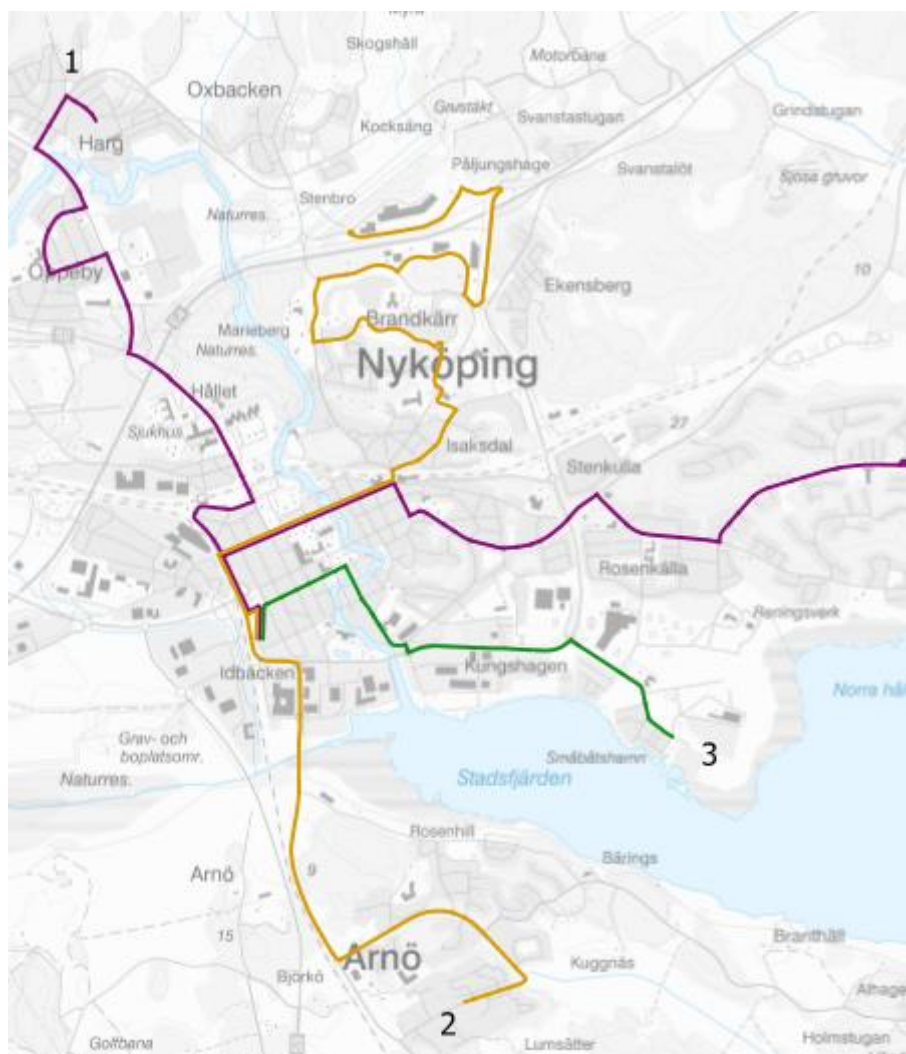 Skogshäll
1
Motorbana
Oxbacken
Grustäkt
Svanstastugan
Grindstugan
Kocksäng
Harg
Påljungshage
Svanstalöt
Sjösa gruvor
Stenbro
Naturres.
Oppeby
10
Ekensberg
Brandkärr
Marieberg
Naturres.
Nyköping
Hållet
Sjukhus
Isaksdal
27
Stenkulla
Rosenkälla
Reningsverk
Idbäcken
Kungshagen
Norra
Grav- och
boplatsomr.
3
Småbåtshamn
Naturres.
Stadsfjärden
Rosenhill
Bärings
Arnö
9
15
Branthäll
Arnö
Kuggnäs
Björkö
Alhage
2
Golfbana
Lumsätter
Holmstugan